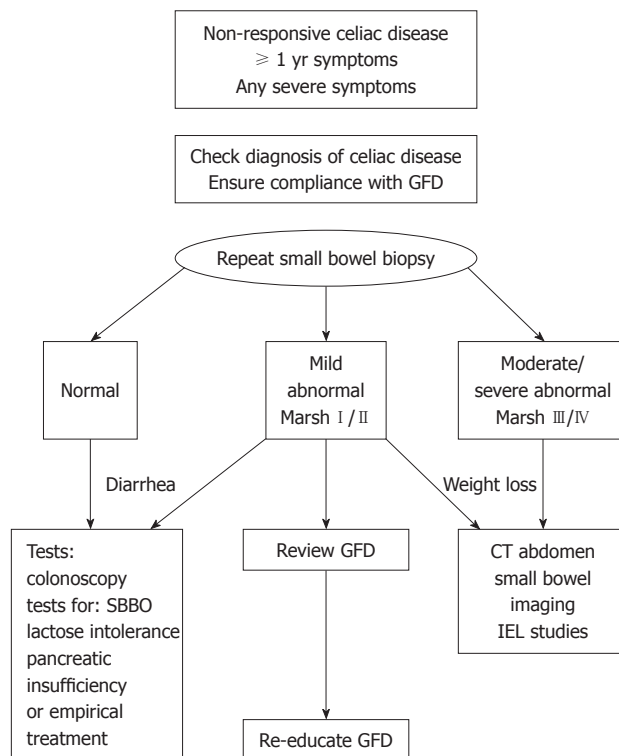 Non-responsive celiac disease
≥ 1 yr symptoms
Any severe symptoms
Check diagnosis of celiac disease
Ensure compliance with GFD
Repeat small bowel biopsy
Normal
Mild
abnormal
Marsh Ⅰ/Ⅱ
Moderate/
severe abnormal
Marsh Ⅲ/Ⅳ
Diarrhea
Weight loss
Tests:
colonoscopy
tests for: SBBO
lactose intolerance
pancreatic
insufficiency
or empirical
treatment
Review GFD
CT abdomen
small bowel
imaging
IEL studies
Re-educate GFD